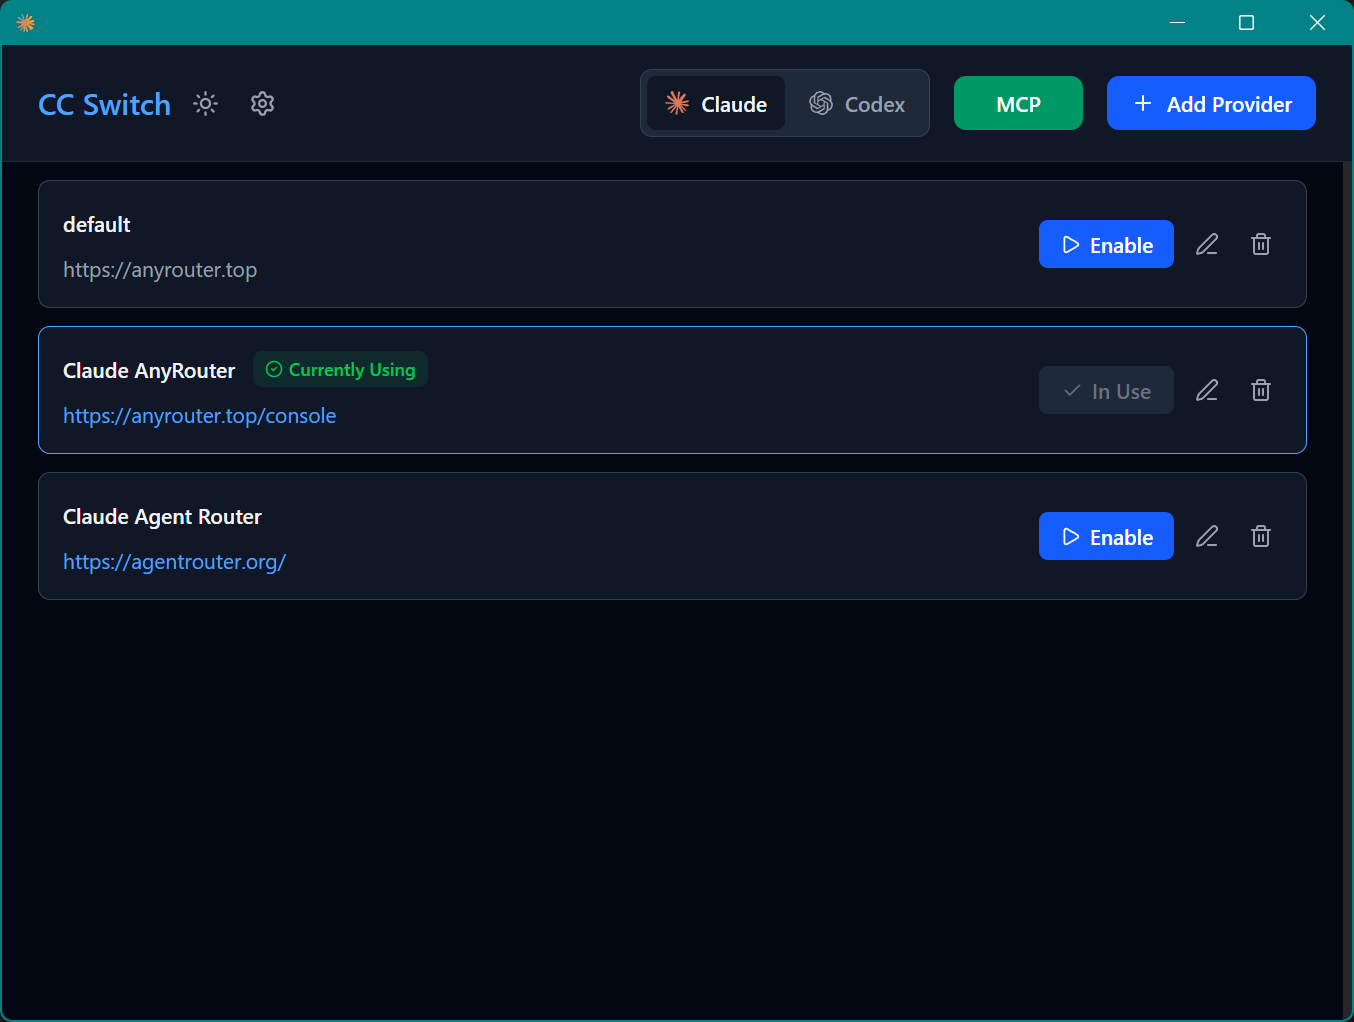 CC Switch
Claude
Codex
MCP
Add Provider
default
https://anyrouter.top
Enable
Claude AnyRouter
Currently Using
https://anyrouter.top/console
In Use
Claude Agent Router
https://agentrouter.org/
Enable